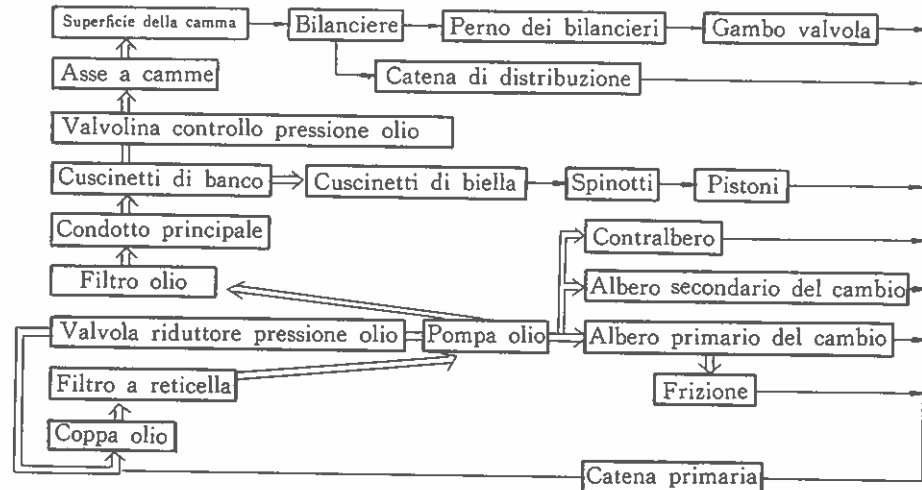 Superficie della camma
Bilanciere
Perno dei bilancieri
Gambo valvola
Asse a camme
Catena di distribuzione
Valvolina controllo pressione olio
Cuscinetti di banco
Cuscinetti di biella
Spinotti
Pistoni
Condotto principale
Contralbero
Filtro olio
Albero secondario del cambio
Valvola riduttore pressione olio
Pompa olio
Albero primario del cambio
Filtro a reticella
Frizione
Coppa olio
Catena primaria